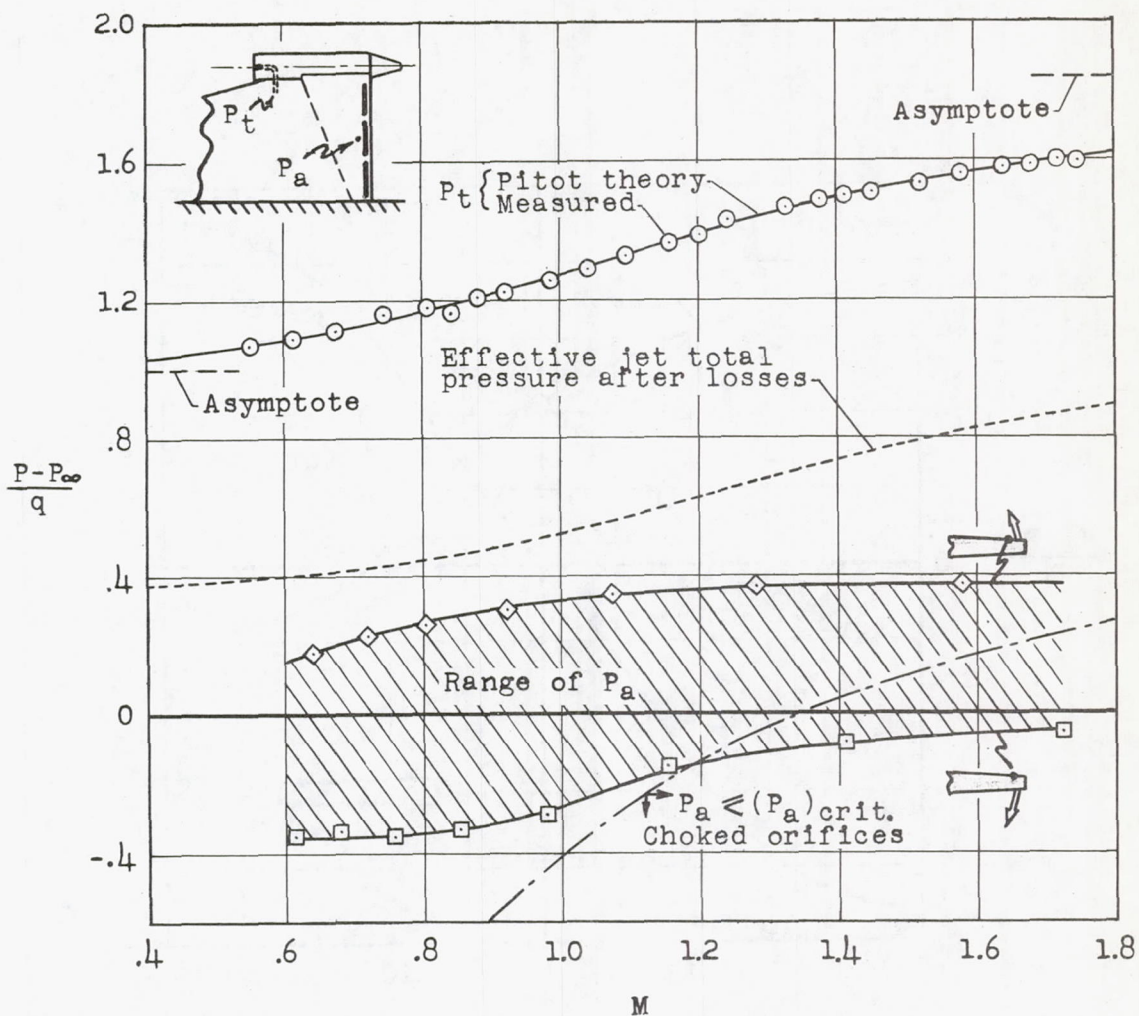 2.0
1.6
1.2
.8
.4
0
-.4
P-P∞
q
Pt
Pa
Asymptote
Pt { Pitot theory
Measured
Effective jet total
pressure after losses
Asymptote
Range of Pa
Pa ≤ (Pa)crit.
Choked orifices
.4 .6 .8 1.0 1.2 1.4 1.6 1.8
M